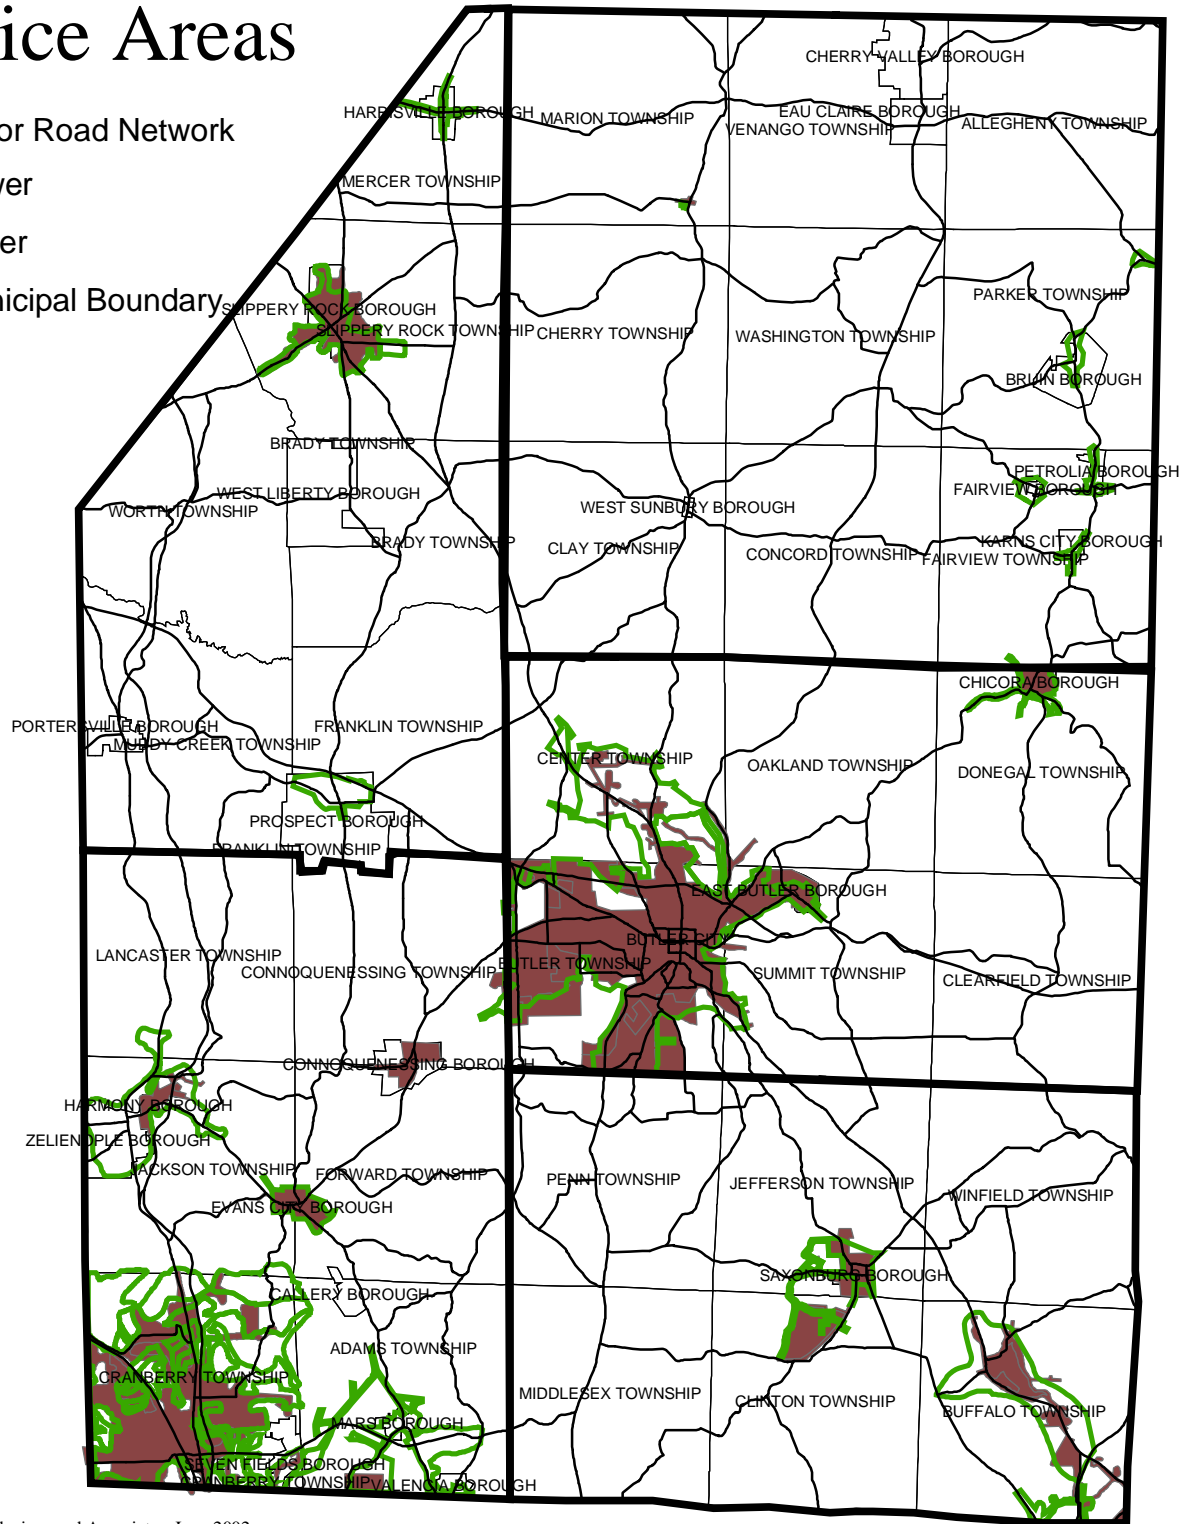 ice Areas
or Road Network
er
icipal Boundary
CHERRY VALLEY BOROUGH
HARRISVILLE BOROUGH
MARION TOWNSHIP
EAU CLAIRE BOROUGH
VENANGO TOWNSHIP
ALLEGHENY TOWNSHIP
MERCER TOWNSHIP
PARKER TOWNSHIP
SLIPPERY ROCK BOROUGH
SLIPPERY ROCK TOWNSHIP
CHERRY TOWNSHIP
WASHINGTON TOWNSHIP
BRUIN BOROUGH
BRADY TOWNSHIP
PETROLIA BOROUGH
FAIRVIEW BOROUGH
WEST LIBERTY BOROUGH
WORTH TOWNSHIP
WEST SUNBURY BOROUGH
BRADY TOWNSHIP
CLAY TOWNSHIP
CONCORD TOWNSHIP
KARNS CITY BOROUGH
FAIRVIEW TOWNSHIP
CHICORA BOROUGH
PORTERSVILLE BOROUGH
MUDDY CREEK TOWNSHIP
FRANKLIN TOWNSHIP
CENTER TOWNSHIP
OAKLAND TOWNSHIP
DONEGAL TOWNSHIP
PROSPECT BOROUGH
FRANKLIN TOWNSHIP
EAST BUTLER BOROUGH
BUTLER CITY
LANCASTER TOWNSHIP
CONNOQUENESSING TOWNSHIP
BUTLER TOWNSHIP
SUMMIT TOWNSHIP
CLEARFIELD TOWNSHIP
CONNOQUENESSING BOROUGH
HARMONY BOROUGH
ZELIENOPLE BOROUGH
JACKSON TOWNSHIP
FORWARD TOWNSHIP
PENN TOWNSHIP
JEFFERSON TOWNSHIP
WINFIELD TOWNSHIP
EVANS CITY BOROUGH
SAXONBURG BOROUGH
CALLERY BOROUGH
ADAMS TOWNSHIP
CRANBERRY TOWNSHIP
MIDDLESEX TOWNSHIP
CLINTON TOWNSHIP
BUFFALO TOWNSHIP
MARS BOROUGH
SEVEN FIELDS BOROUGH
CRANBERRY TOWNSHIP
VALENCIA BOROUGH